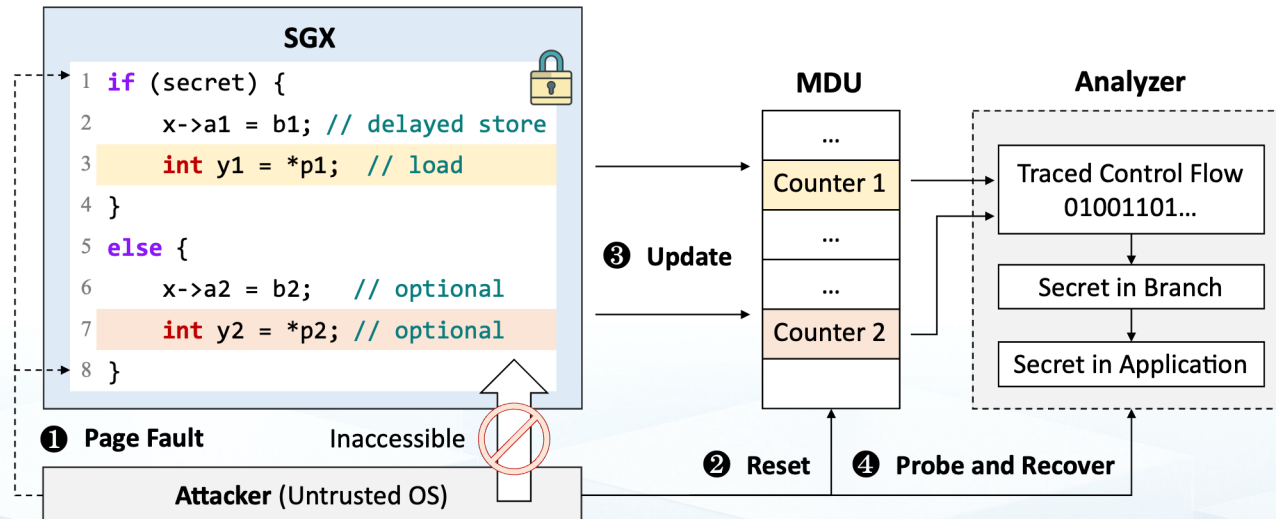 SGX
1 if (secret) {
2 x->a1 = b1; // delayed store
3 int y1 = *p1; // load
4 }
5 else {
6 x->a2 = b2; // optional
7 int y2 = *p2; // optional
8 }
❶ Page Fault
Inaccessible
Attacker (Untrusted OS)
❸ Update
MDU
...
Counter 1
...
...
Counter 2
❷ Reset
❹ Probe and Recover
Analyzer
Traced Control Flow
01001101...
Secret in Branch
Secret in Application